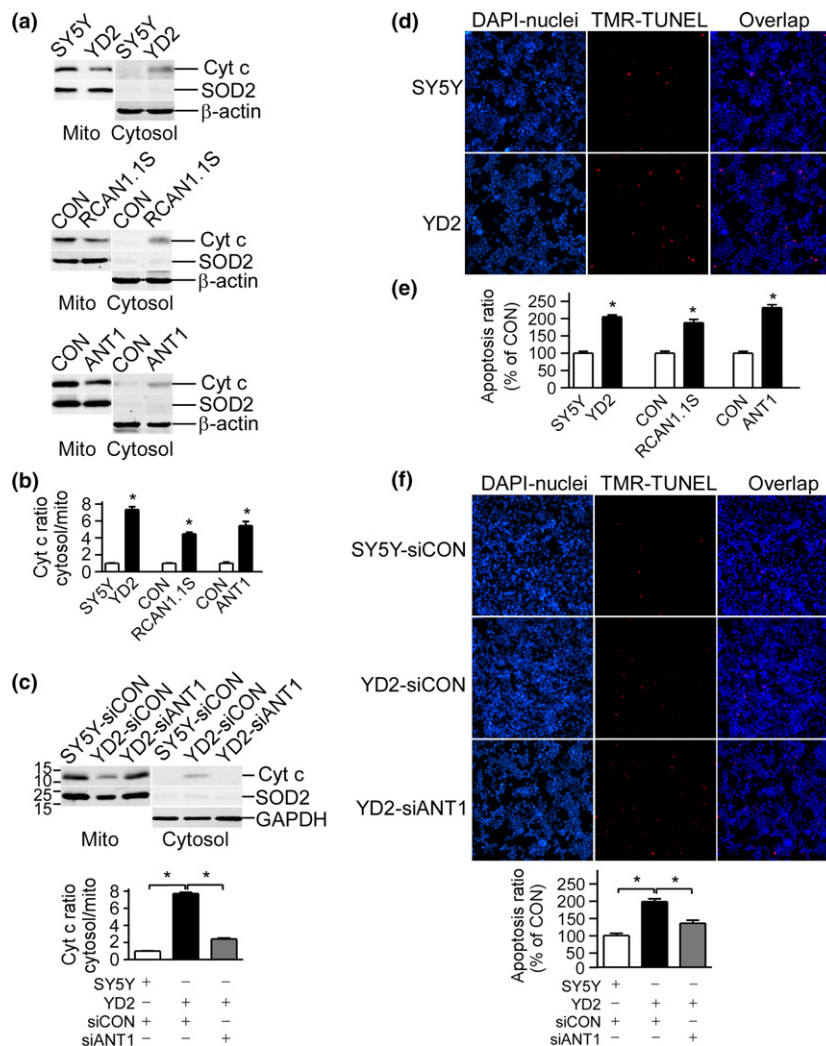 (a)
SY5Y YD2 SY5Y YD2
Cyt c
SOD2
β-actin
Mito Cytosol
CON RCAN1.1S CON RCAN1.1S
Cyt c
SOD2
β-actin
Mito Cytosol
CON ANT1 CON ANT1
Cyt c
SOD2
β-actin
Mito Cytosol
(b)
Cyt c ratio
cytosol/mito
8
6
4
2
0
* * *
SY5Y YD2 CON RCAN1.1S CON ANT1
(c)
SY5Y-siCON YD2-siCON YD2-siANT1 SY5Y-siCON YD2-siCON YD2-siANT1
15
10
25
15
Cyt c
SOD2
GAPDH
Mito Cytosol
Cyt c ratio
cytosol/mito
8
6
4
2
0
* *
SY5Y + − −
YD2 − + +
siCON + + −
siANT1 − − +
(d)
DAPI-nuclei TMR-TUNEL Overlap
SY5Y
YD2
(e)
Apoptosis ratio
(% of CON)
250
200
150
100
50
0
* * *
SY5Y YD2 CON RCAN1.1S CON ANT1
(f)
DAPI-nuclei TMR-TUNEL Overlap
SY5Y-siCON
YD2-siCON
YD2-siANT1
Apoptosis ratio
(% of CON)
250
200
150
100
50
0
* *
SY5Y + − −
YD2 − + +
siCON + + −
siANT1 − − +